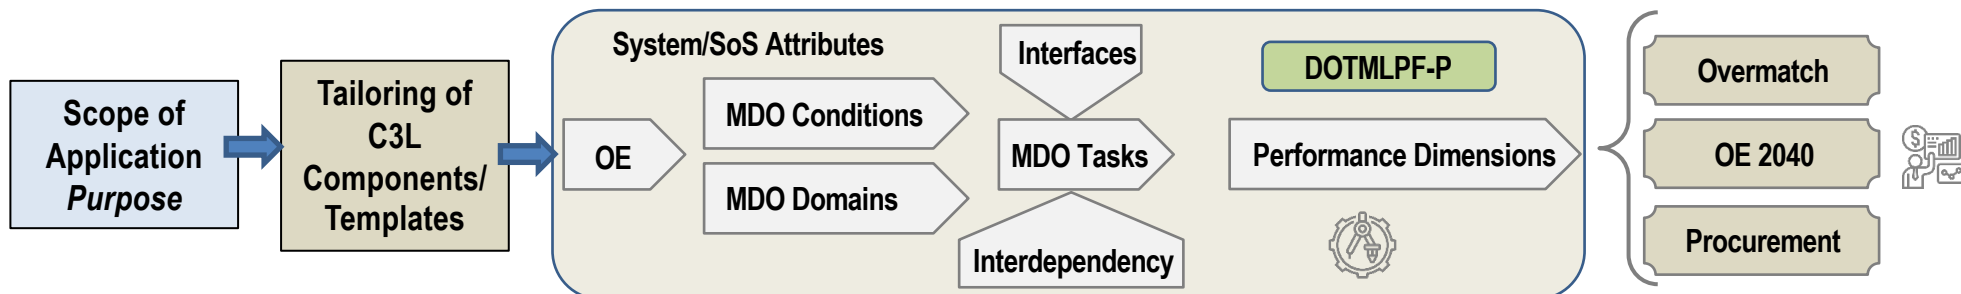 Scope of
Application
Purpose
Tailoring of
C3L
Components/
Templates
System/SoS Attributes
OE
MDO Conditions
MDO Domains
Interfaces
MDO Tasks
Interdependency
DOTMLPF-P
Performance Dimensions
Overmatch
OE 2040
Procurement
$